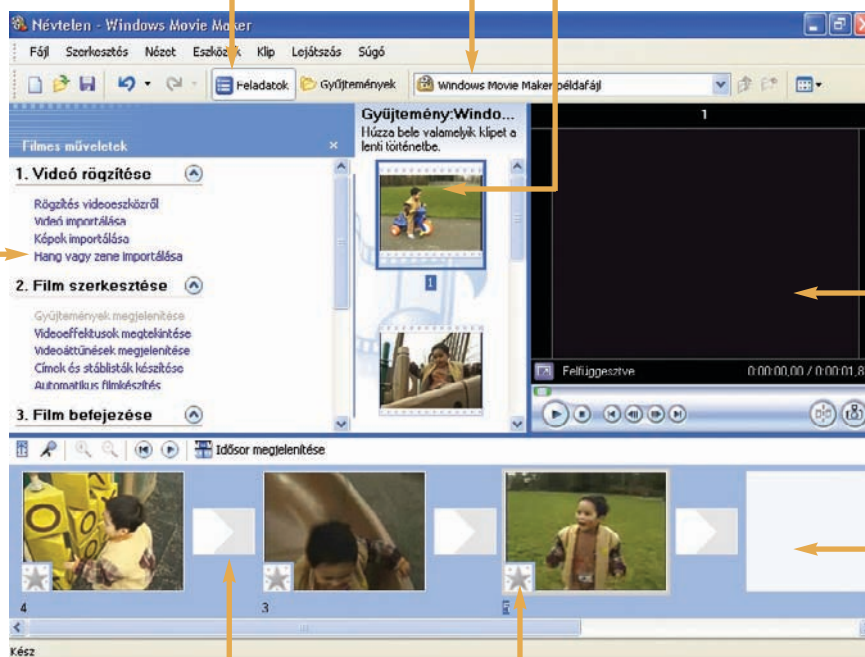 Névtelen - Windows Movie Maker
Fájl Szerkesztés Nézet Eszközök Klip Lejátszás Súgó
Feladatok Gyűjtemények Windows Movie Maker példafájl
Filmes műveletek
1. Videó rögzítése
Rögzítés videoeszközről
Videó importálása
Képek importálása
Hang vagy zene importálása
2. Film szerkesztése
Gyűjtemények megjelenítése
Videoeffektusok megtekintése
Videoáttűnések megjelenítése
Címek és stáblisták készítése
Automatikus filmkészítés
3. Film befejezése
Gyűjtemény:Windo...
Húzza bele valamelyik klipet a
lenti történetbe.
1
1
Felfüggesztve 0:00:00,00 / 0:00:01,8
Idősor megjelenítése
4 3 2
Kész